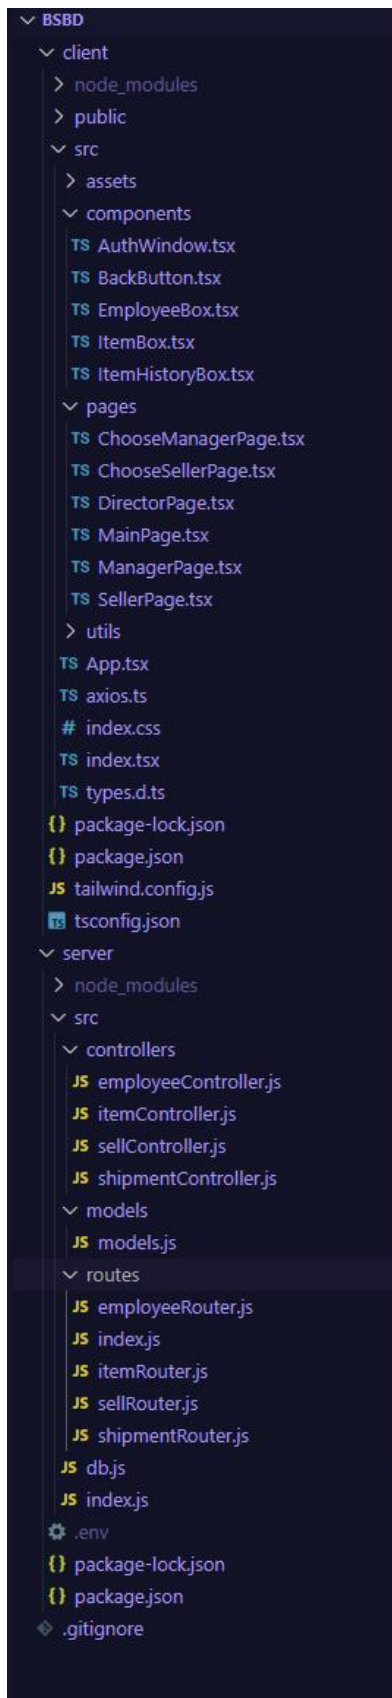 BSBD
client
node_modules
public
src
assets
components
TS AuthWindow.tsx
TS BackButton.tsx
TS EmployeeBox.tsx
TS ItemBox.tsx
TS ItemHistoryBox.tsx
pages
TS ChooseManagerPage.tsx
TS ChooseSellerPage.tsx
TS DirectorPage.tsx
TS MainPage.tsx
TS ManagerPage.tsx
TS SellerPage.tsx
utils
TS App.tsx
TS axios.ts
# index.css
TS index.tsx
TS types.d.ts
{} package-lock.json
{} package.json
JS tailwind.config.js
TS tsconfig.json
server
node_modules
src
controllers
JS employeeController.js
JS itemController.js
JS sellController.js
JS shipmentController.js
models
JS models.js
routes
JS employeeRouter.js
JS index.js
JS itemRouter.js
JS sellRouter.js
JS shipmentRouter.js
JS db.js
JS index.js
.env
{} package-lock.json
{} package.json
.gitignore